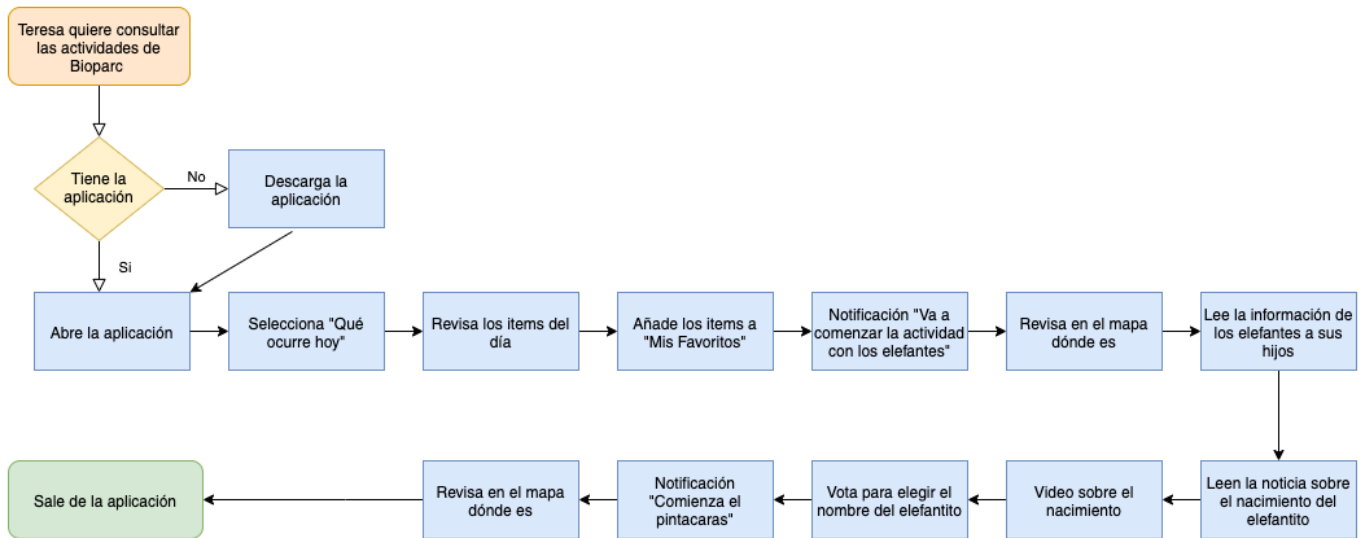 Teresa quiere consultar
las actividades de
Bioparc
Tiene la
aplicación
No
Descarga la
aplicación
Si
Abre la aplicación
Selecciona "Qué
ocurre hoy"
Revisa los items del
día
Añade los items a
"Mis Favoritos"
Notificación "Va a
comenzar la actividad
con los elefantes"
Revisa en el mapa
dónde es
Lee la información de
los elefantes a sus
hijos
Leen la noticia sobre
el nacimiento del
elefantito
Video sobre el
nacimiento
Vota para elegir el
nombre del elefantito
Notificación
"Comienza el
pintacaras"
Revisa en el mapa
dónde es
Sale de la aplicación